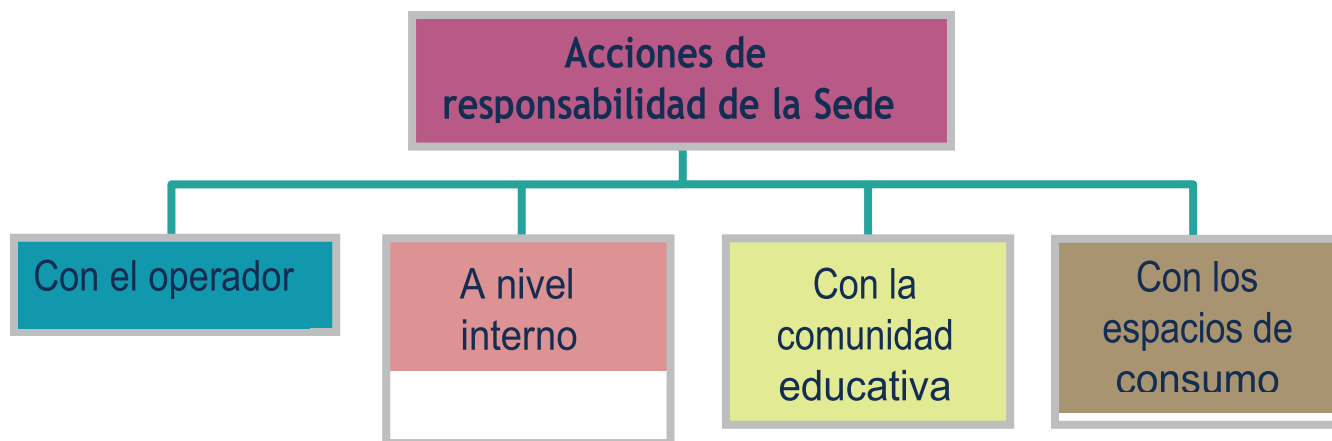 Acciones de
responsabilidad de la Sede
Con el operador
A nivel
interno
Con la
comunidad
educativa
Con los
espacios de
consumo